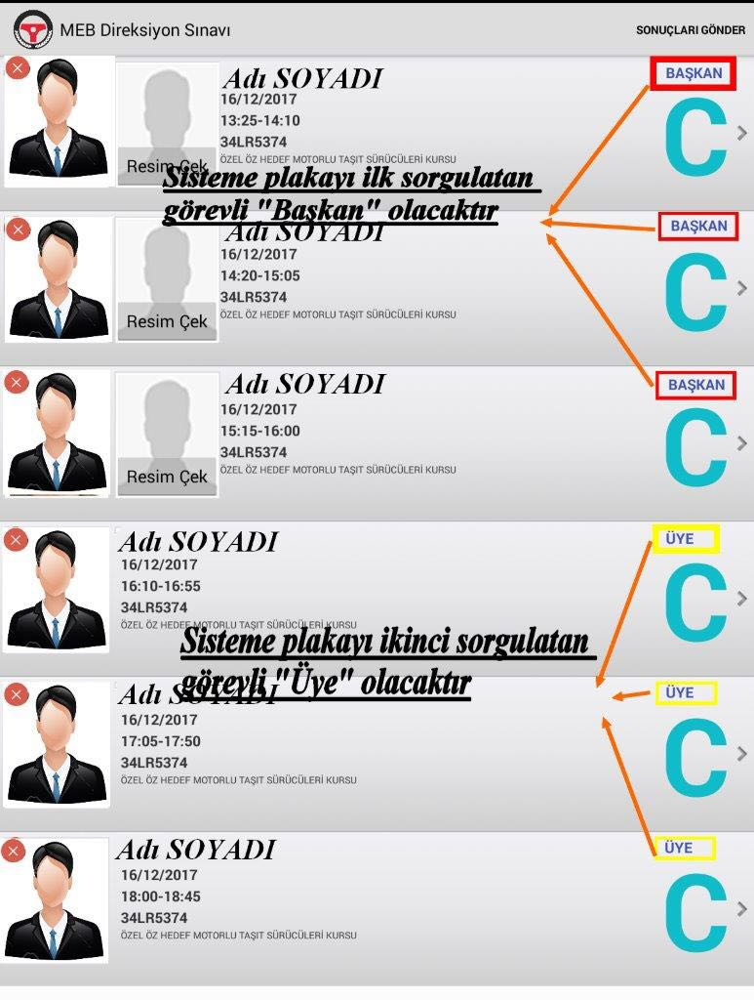 MEB Direksiyon Sınavı
SONUÇLARI GÖNDER
Adı SOYADI
BAŞKAN
16/12/2017
13:25-14:10
C
34LR5374
ÖZEL ÖZ HEDEF MOTORLU TAŞIT SÜRÜCÜLERİ KURSU
Resim Çek
Sisteme plakayı ilk sorgulatan
görevli "Başkan" olacaktır
Adı SOYADI
BAŞKAN
16/12/2017
14:20-15:05
C
34LR5374
ÖZEL ÖZ HEDEF MOTORLU TAŞIT SÜRÜCÜLERİ KURSU
Resim Çek
Adı SOYADI
BAŞKAN
16/12/2017
15:15-16:00
C
34LR5374
ÖZEL ÖZ HEDEF MOTORLU TAŞIT SÜRÜCÜLERİ KURSU
Resim Çek
Adı SOYADI
ÜYE
16/12/2017
16:10-16:55
C
34LR5374
ÖZEL ÖZ HEDEF MOTORLU TAŞIT SÜRÜCÜLERİ KURSU
Sisteme plakayı ikinci sorgulatan
görevli "Üye" olacaktır
Adı SOYADI
ÜYE
16/12/2017
17:05-17:50
C
34LR5374
ÖZEL ÖZ HEDEF MOTORLU TAŞIT SÜRÜCÜLERİ KURSU
Adı SOYADI
ÜYE
16/12/2017
18:00-18:45
C
34LR5374
ÖZEL ÖZ HEDEF MOTORLU TAŞIT SÜRÜCÜLERİ KURSU